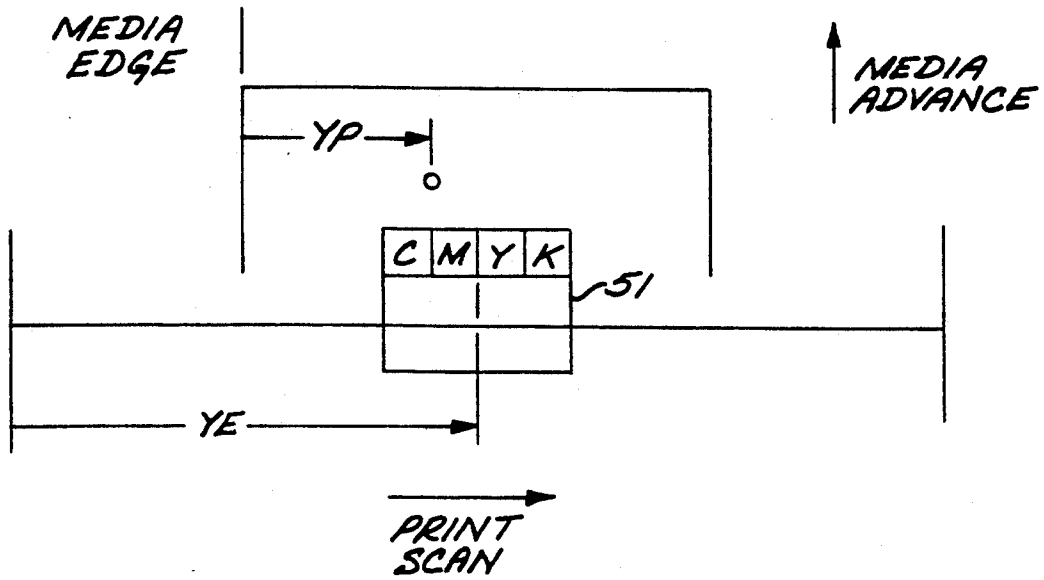 MEDIA
EDGE
MEDIA
ADVANCE
YP
C M Y K
51
YE
PRINT
SCAN